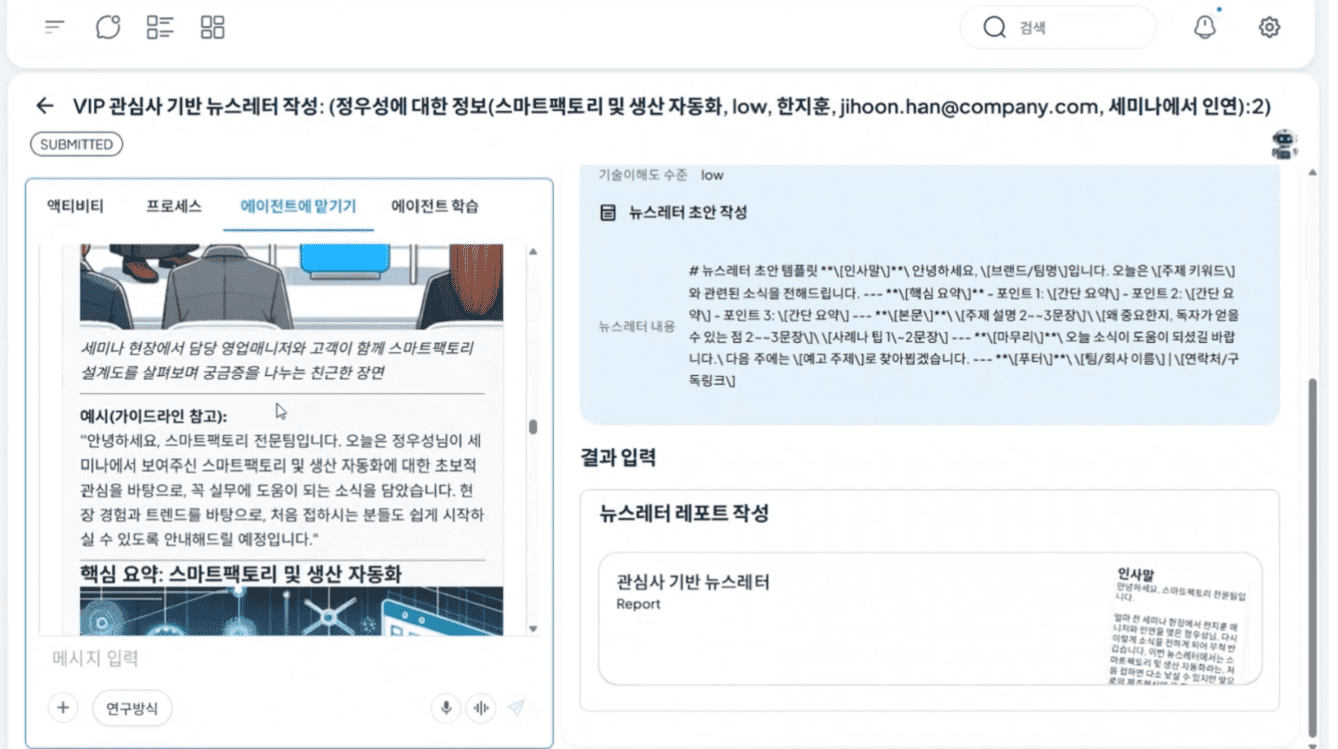 검색
VIP 관심사 기반 뉴스레터 작성: (정우성에 대한 정보(스마트팩토리 및 생산 자동화, low, 한지훈, jihoon.han@company.com, 세미나에서 인연):2)
SUBMITTED
액티비티
프로세스
에이전트에 맡기기
에이전트 학습
세미나 현장에서 담당 영업매니저와 고객이 함께 스마트팩토리
설계도를 살펴보며 궁금증을 나누는 친근한 장면
예시(가이드라인 참고):
"안녕하세요, 스마트팩토리 전문팀입니다. 오늘은 정우성님이 세
미나에서 보여주신 스마트팩토리 및 생산 자동화에 대한 초보적
관심을 바탕으로, 꼭 실무에 도움이 되는 소식을 담았습니다. 현
장 경험과 트렌드를 바탕으로, 처음 접하시는 분들도 쉽게 시작하
실 수 있도록 안내해드릴 예정입니다."
핵심 요약: 스마트팩토리 및 생산 자동화
메시지 입력
연구방식
기술이해도 수준 low
뉴스레터 초안 작성
뉴스레터 내용
# 뉴스레터 초안 템플릿 **\[인사말\]**\ 안녕하세요, \[브랜드/팀명\]입니다. 오늘은 \[주제 키워드\]
와 관련된 소식을 전해드립니다. --- **\[핵심 요약\]** - 포인트 1: \[간단 요약\] - 포인트 2: \[간단 요
약\] - 포인트 3: \[간단 요약\] --- **\[본문\]**\ \[주제 설명 2~~3문장\]\ \[왜 중요한지, 독자가 얻을
수 있는 점 2~~3문장\]\ \[사례나 팁 1\~2문장\] --- **\[마무리\]**\ 오늘 소식이 도움이 되셨길 바랍
니다.\ 다음 주에는 \[예고 주제\]로 찾아뵙겠습니다. --- **\[푸터\]**\ \[팀/회사 이름\] | \[연락처/구
독링크\]
결과 입력
뉴스레터 레포트 작성
관심사 기반 뉴스레터
Report
인사말
안녕하세요, 스마트팩토리 전문팀입
니다.
얼마 전 세미나 현장에서 한지훈 매
니저와 인연을 맺은 정우성님, 다시
이렇게 소식을 전하게 되어 무척 반
갑습니다. 이번 뉴스레터에서는 스
마트팩토리 및 생산 자동화라는, 처
음 접하면 다소 낯설 수 있지만 앞으